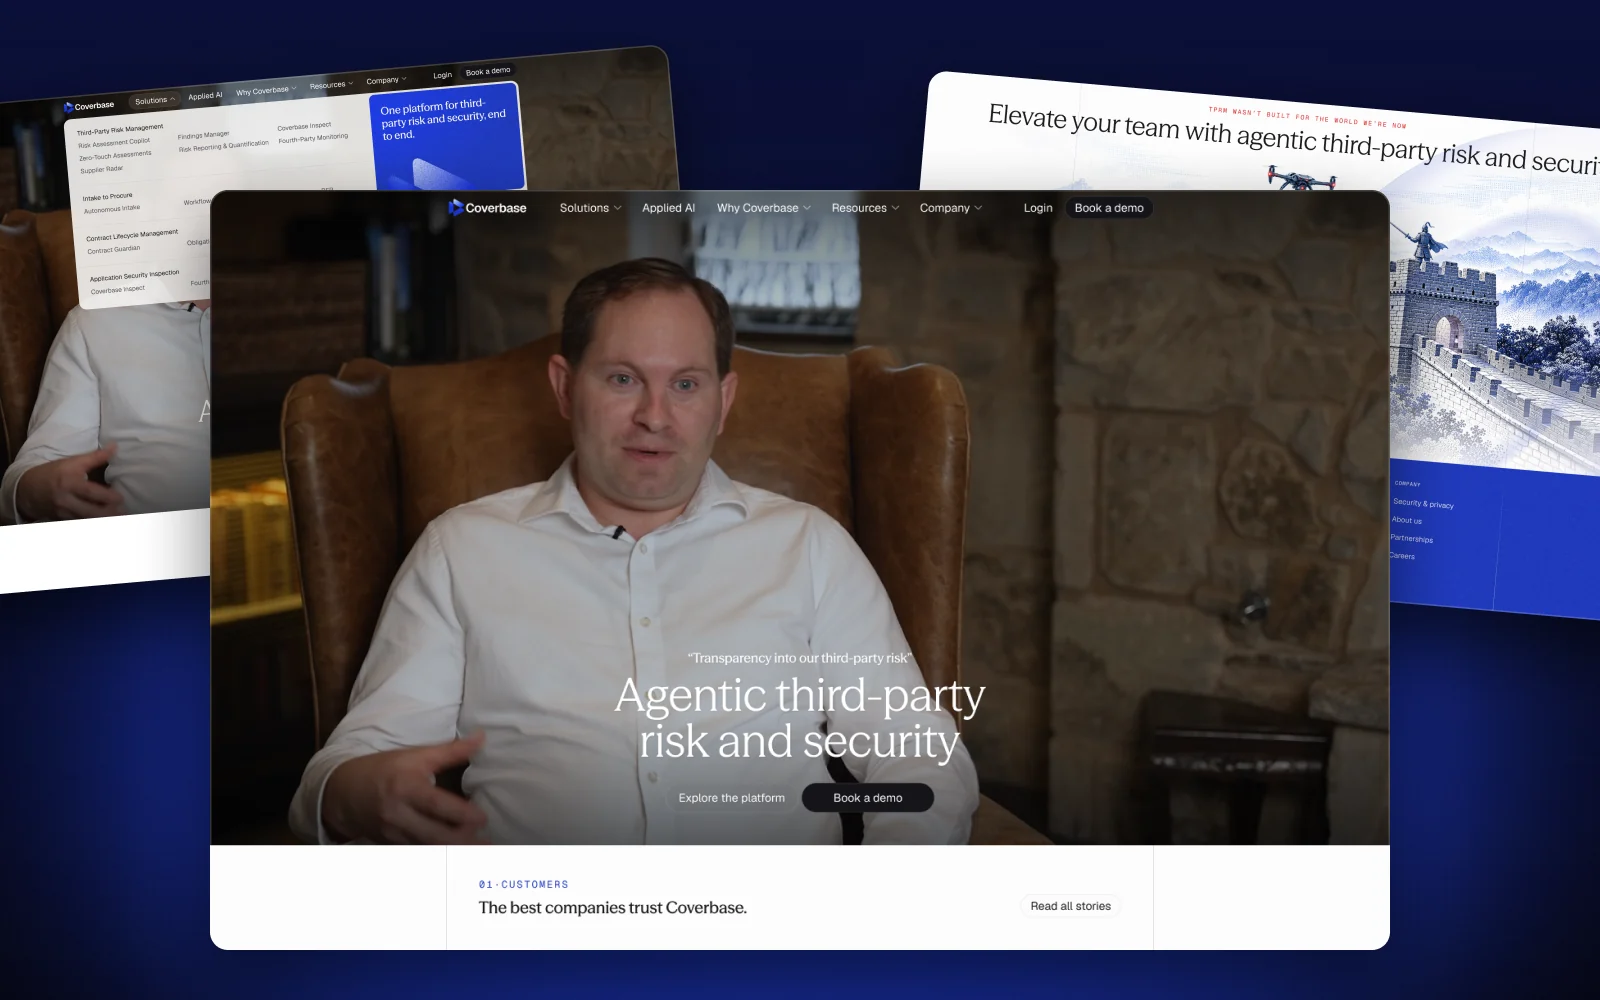 Coverbase
Solutions
Applied AI
Why Coverbase
Resources
Company
Login
Book a demo
Third-Party Risk Management
Risk Assessment Copilot
Zero-Touch Assessments
Supplier Radar
Findings Manager
Risk Reporting & Quantification
Coverbase Inspect
Fourth-Party Monitoring
Intake to Procure
Autonomous Intake
Workflow
Contract Lifecycle Management
Contract Guardian
Obligati
Application Security Inspection
Coverbase Inspect
Fourth-
One platform for third-
party risk and security, end
to end.
A
TPRM WASN'T BUILT FOR THE WORLD WE'RE NOW
Elevate your team with agentic third-party risk and securit
COMPANY
Security & privacy
About us
Partnerships
Careers
Coverbase
Solutions
Applied AI
Why Coverbase
Resources
Company
Login
Book a demo
“Transparency into our third-party risk”
Agentic third-party
risk and security
Explore the platform
Book a demo
01·CUSTOMERS
The best companies trust Coverbase.
Read all stories